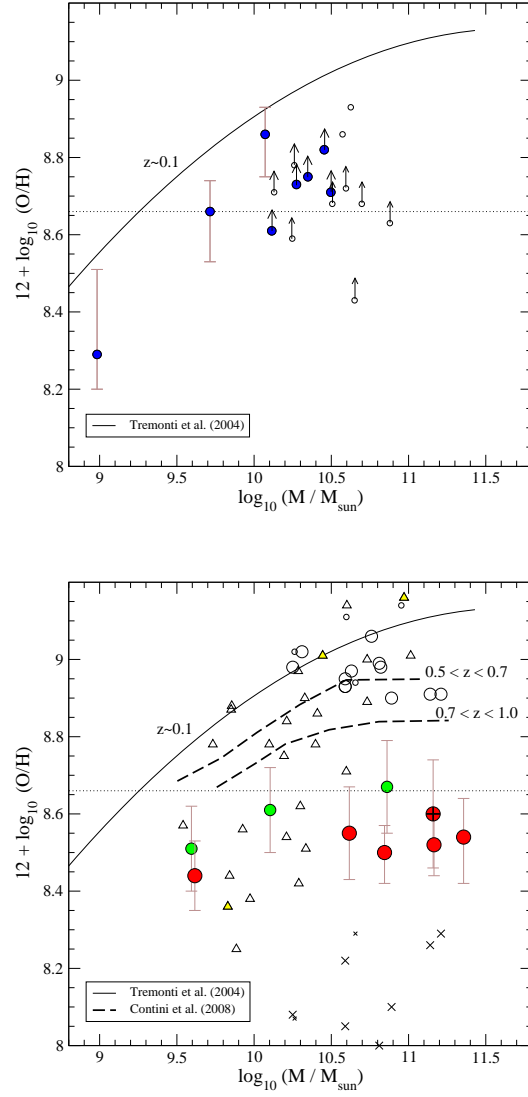 9
8.8
8.6
8.4
8.2
8
12 + log10 (O/H)
z~0.1
Tremonti et al. (2004)
9 9.5 10 10.5 11 11.5
log10 (M / Msun)
9
8.8
8.6
8.4
8.2
8
12 + log10 (O/H)
z~0.1
0.5 < z < 0.7
0.7 < z < 1.0
Tremonti et al. (2004)
Contini et al. (2008)
9 9.5 10 10.5 11 11.5
log10 (M / Msun)